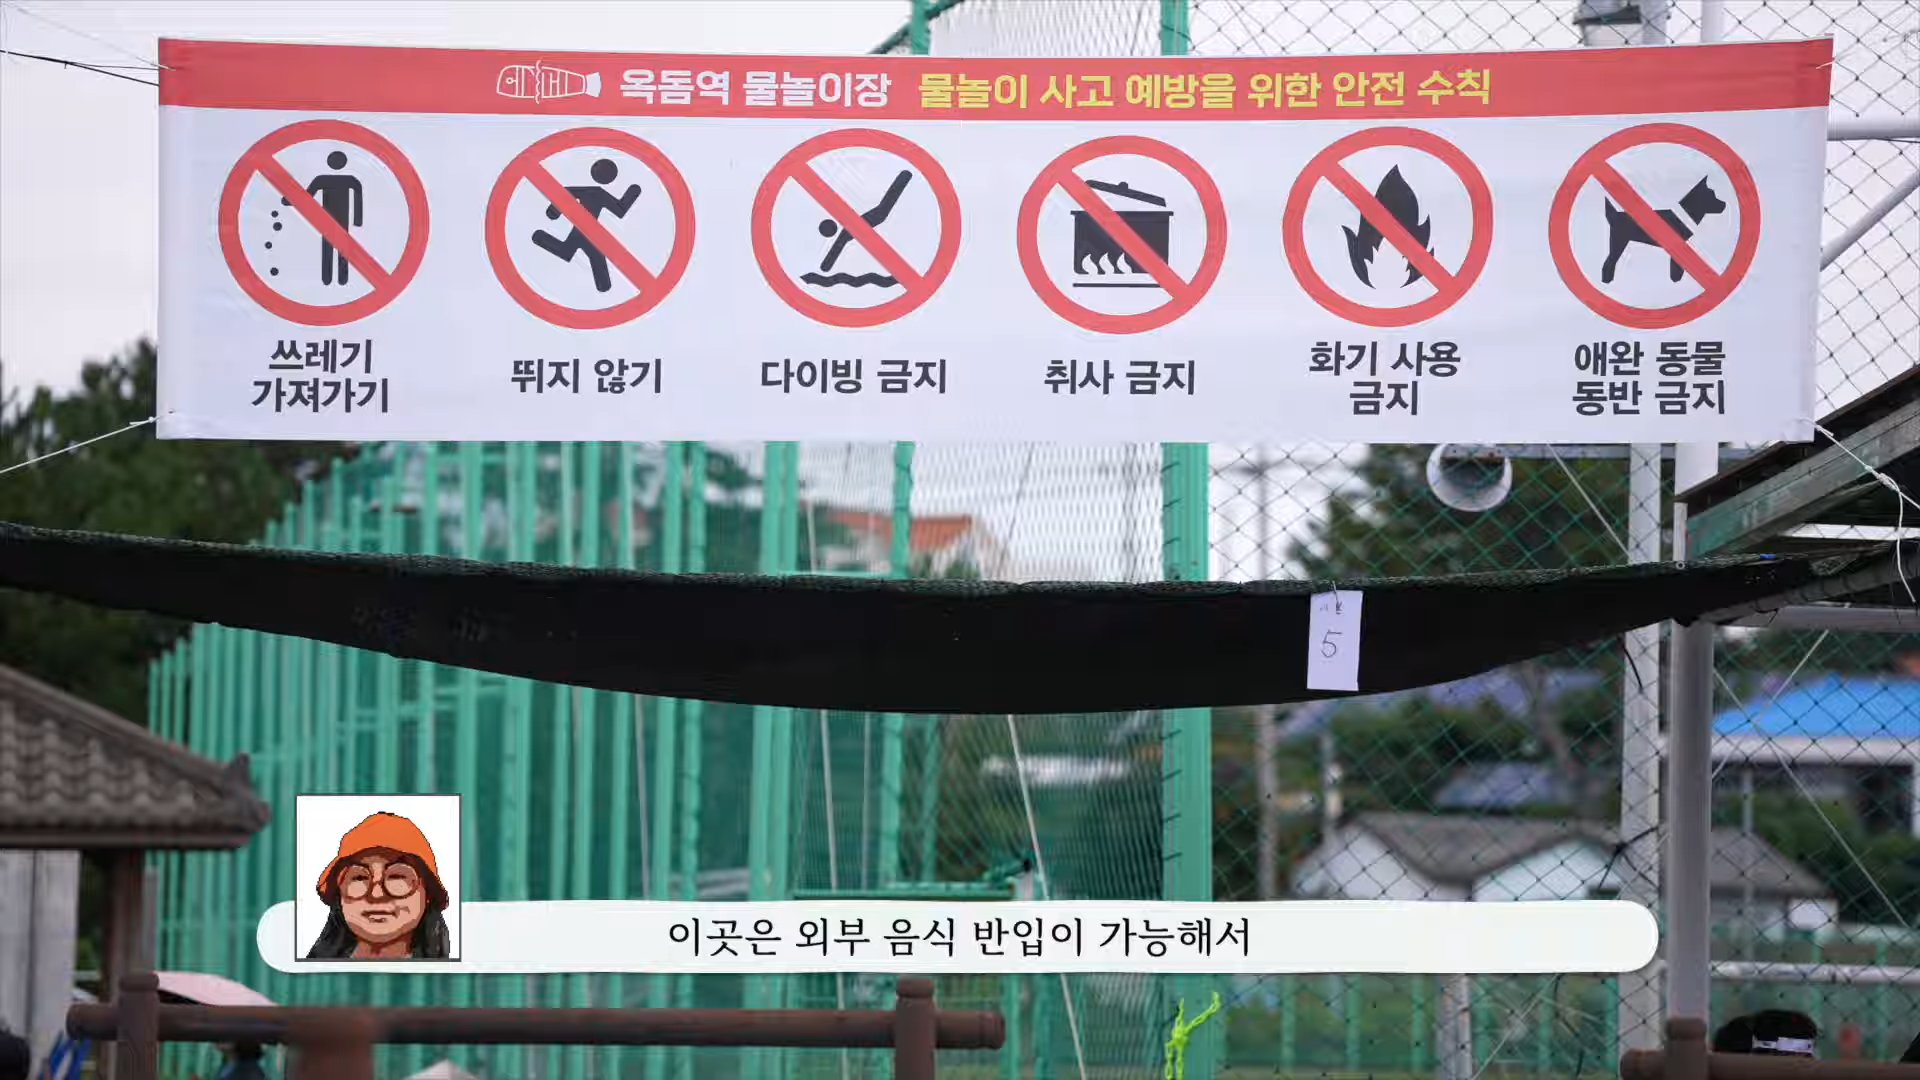 옥돔역 물놀이장 물놀이 사고 예방을 위한 안전 수칙
쓰레기
가져가기
뛰지 않기
다이빙 금지
취사 금지
화기 사용
금지
애완 동물
동반 금지
5
이곳은 외부 음식 반입이 가능해서